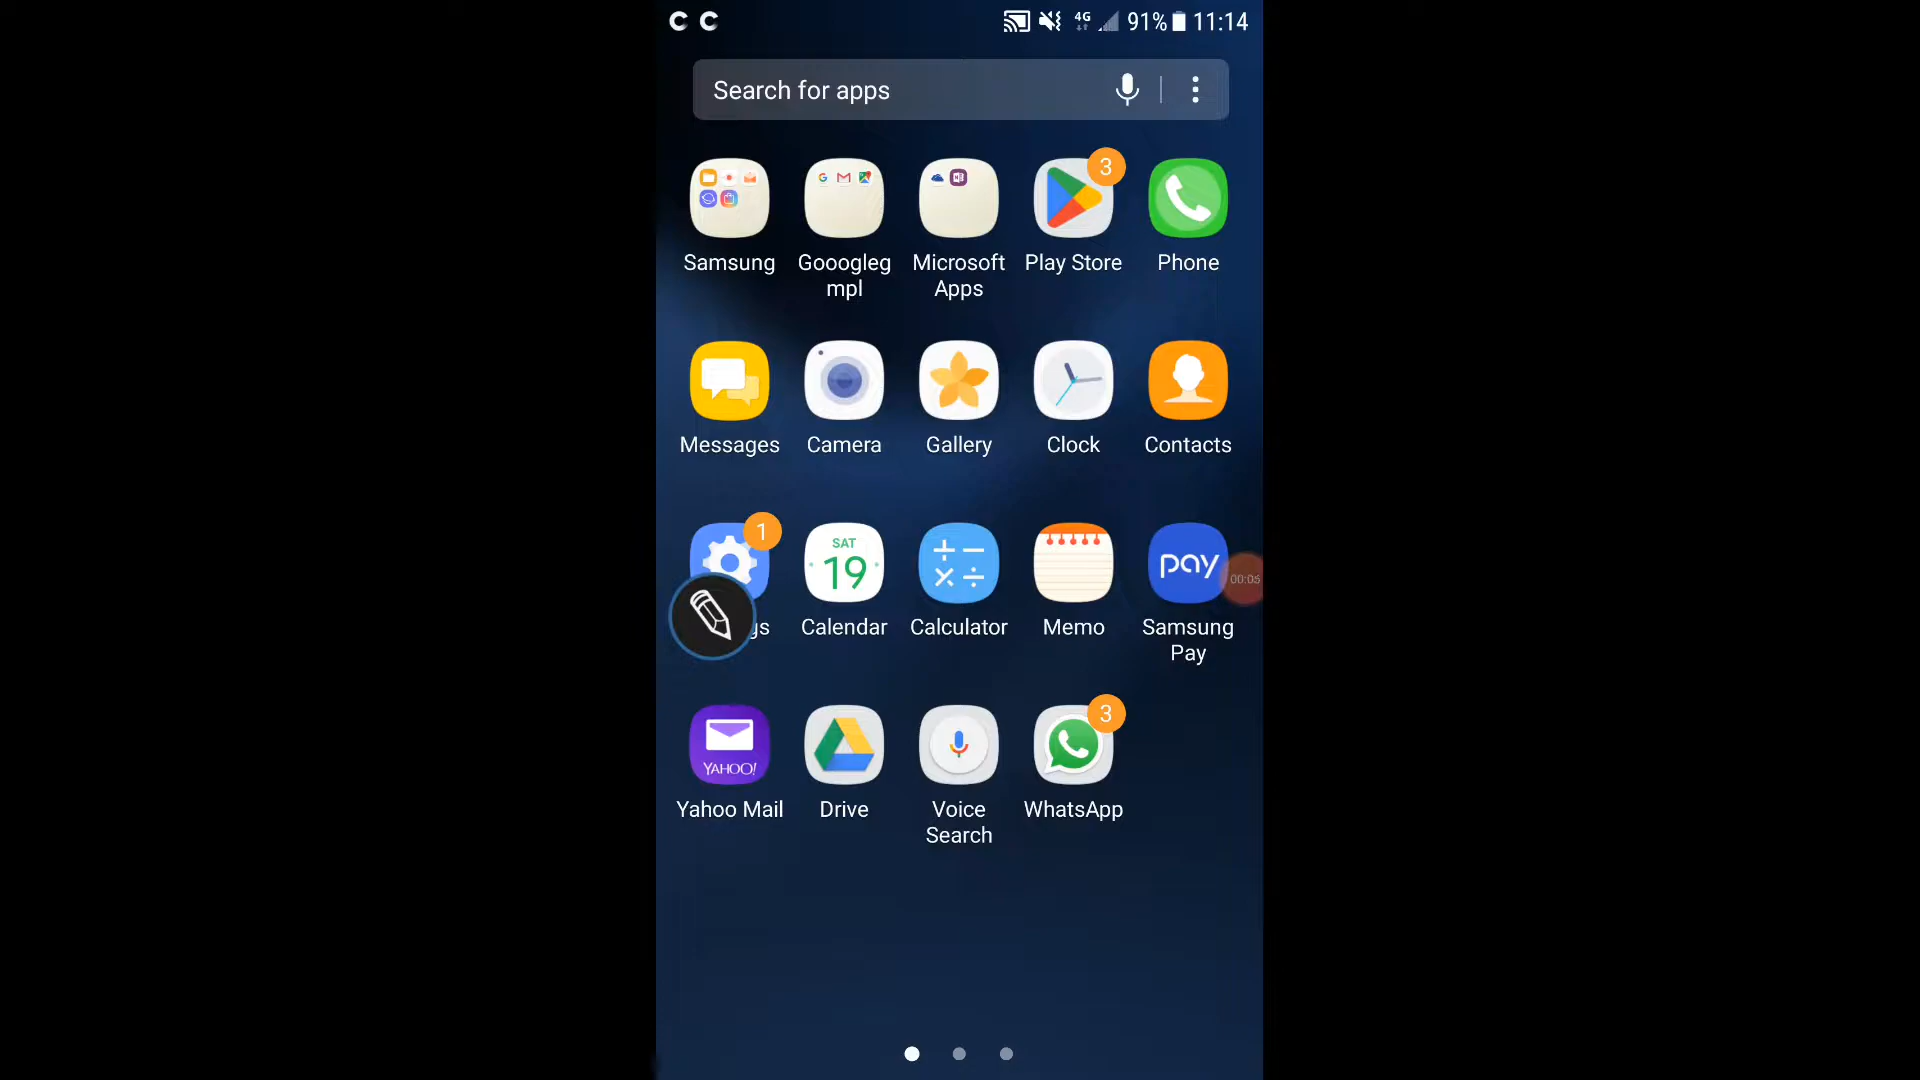 4G 91% 11:14
Search for apps
3
Samsung Gooogleg Microsoft Play Store Phone
mpl Apps
Messages Camera Gallery Clock Contacts
1
SAT
19
pay
00:05
gs Calendar Calculator Memo Samsung
Pay
3
YAHOO!
Yahoo Mail Drive Voice WhatsApp
Search